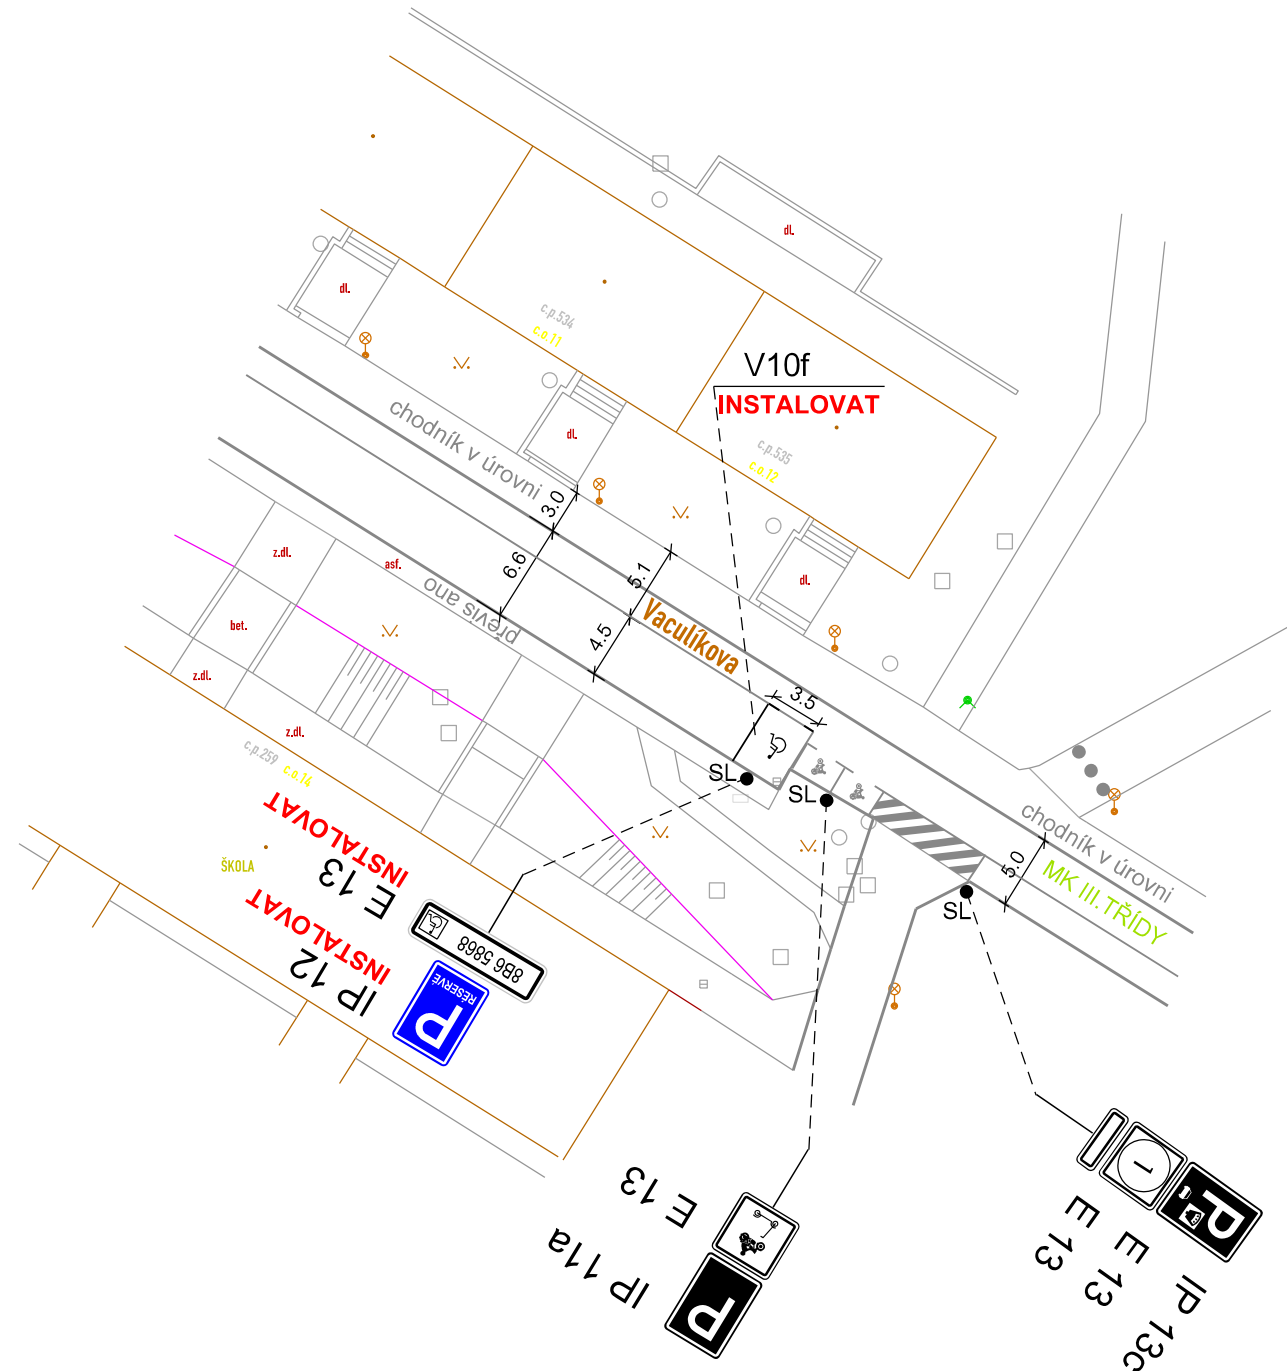 dl.
dl.
c.p.534
c.o.11
V10f
INSTALOVAT
chodník v úrovni
dl.
c.p.535
c.o.12
3.0
z.dl.
asf.
6.6
5.1
dl.
převis ano
Vaculíkova
bet.
4.5
z.dl.
3.5
z.dl.
c.p.259
c.o.14
SL
SL
chodník v úrovni
INSTALOVAT
E 13
ŠKOLA
5.0
MK III.TŘÍDY
SL
INSTALOVAT
IP 12
8B6 5868
RÉSERVÉ
P
E 13
IP 11a
P
1
P
E 13
E 13
IP 13c